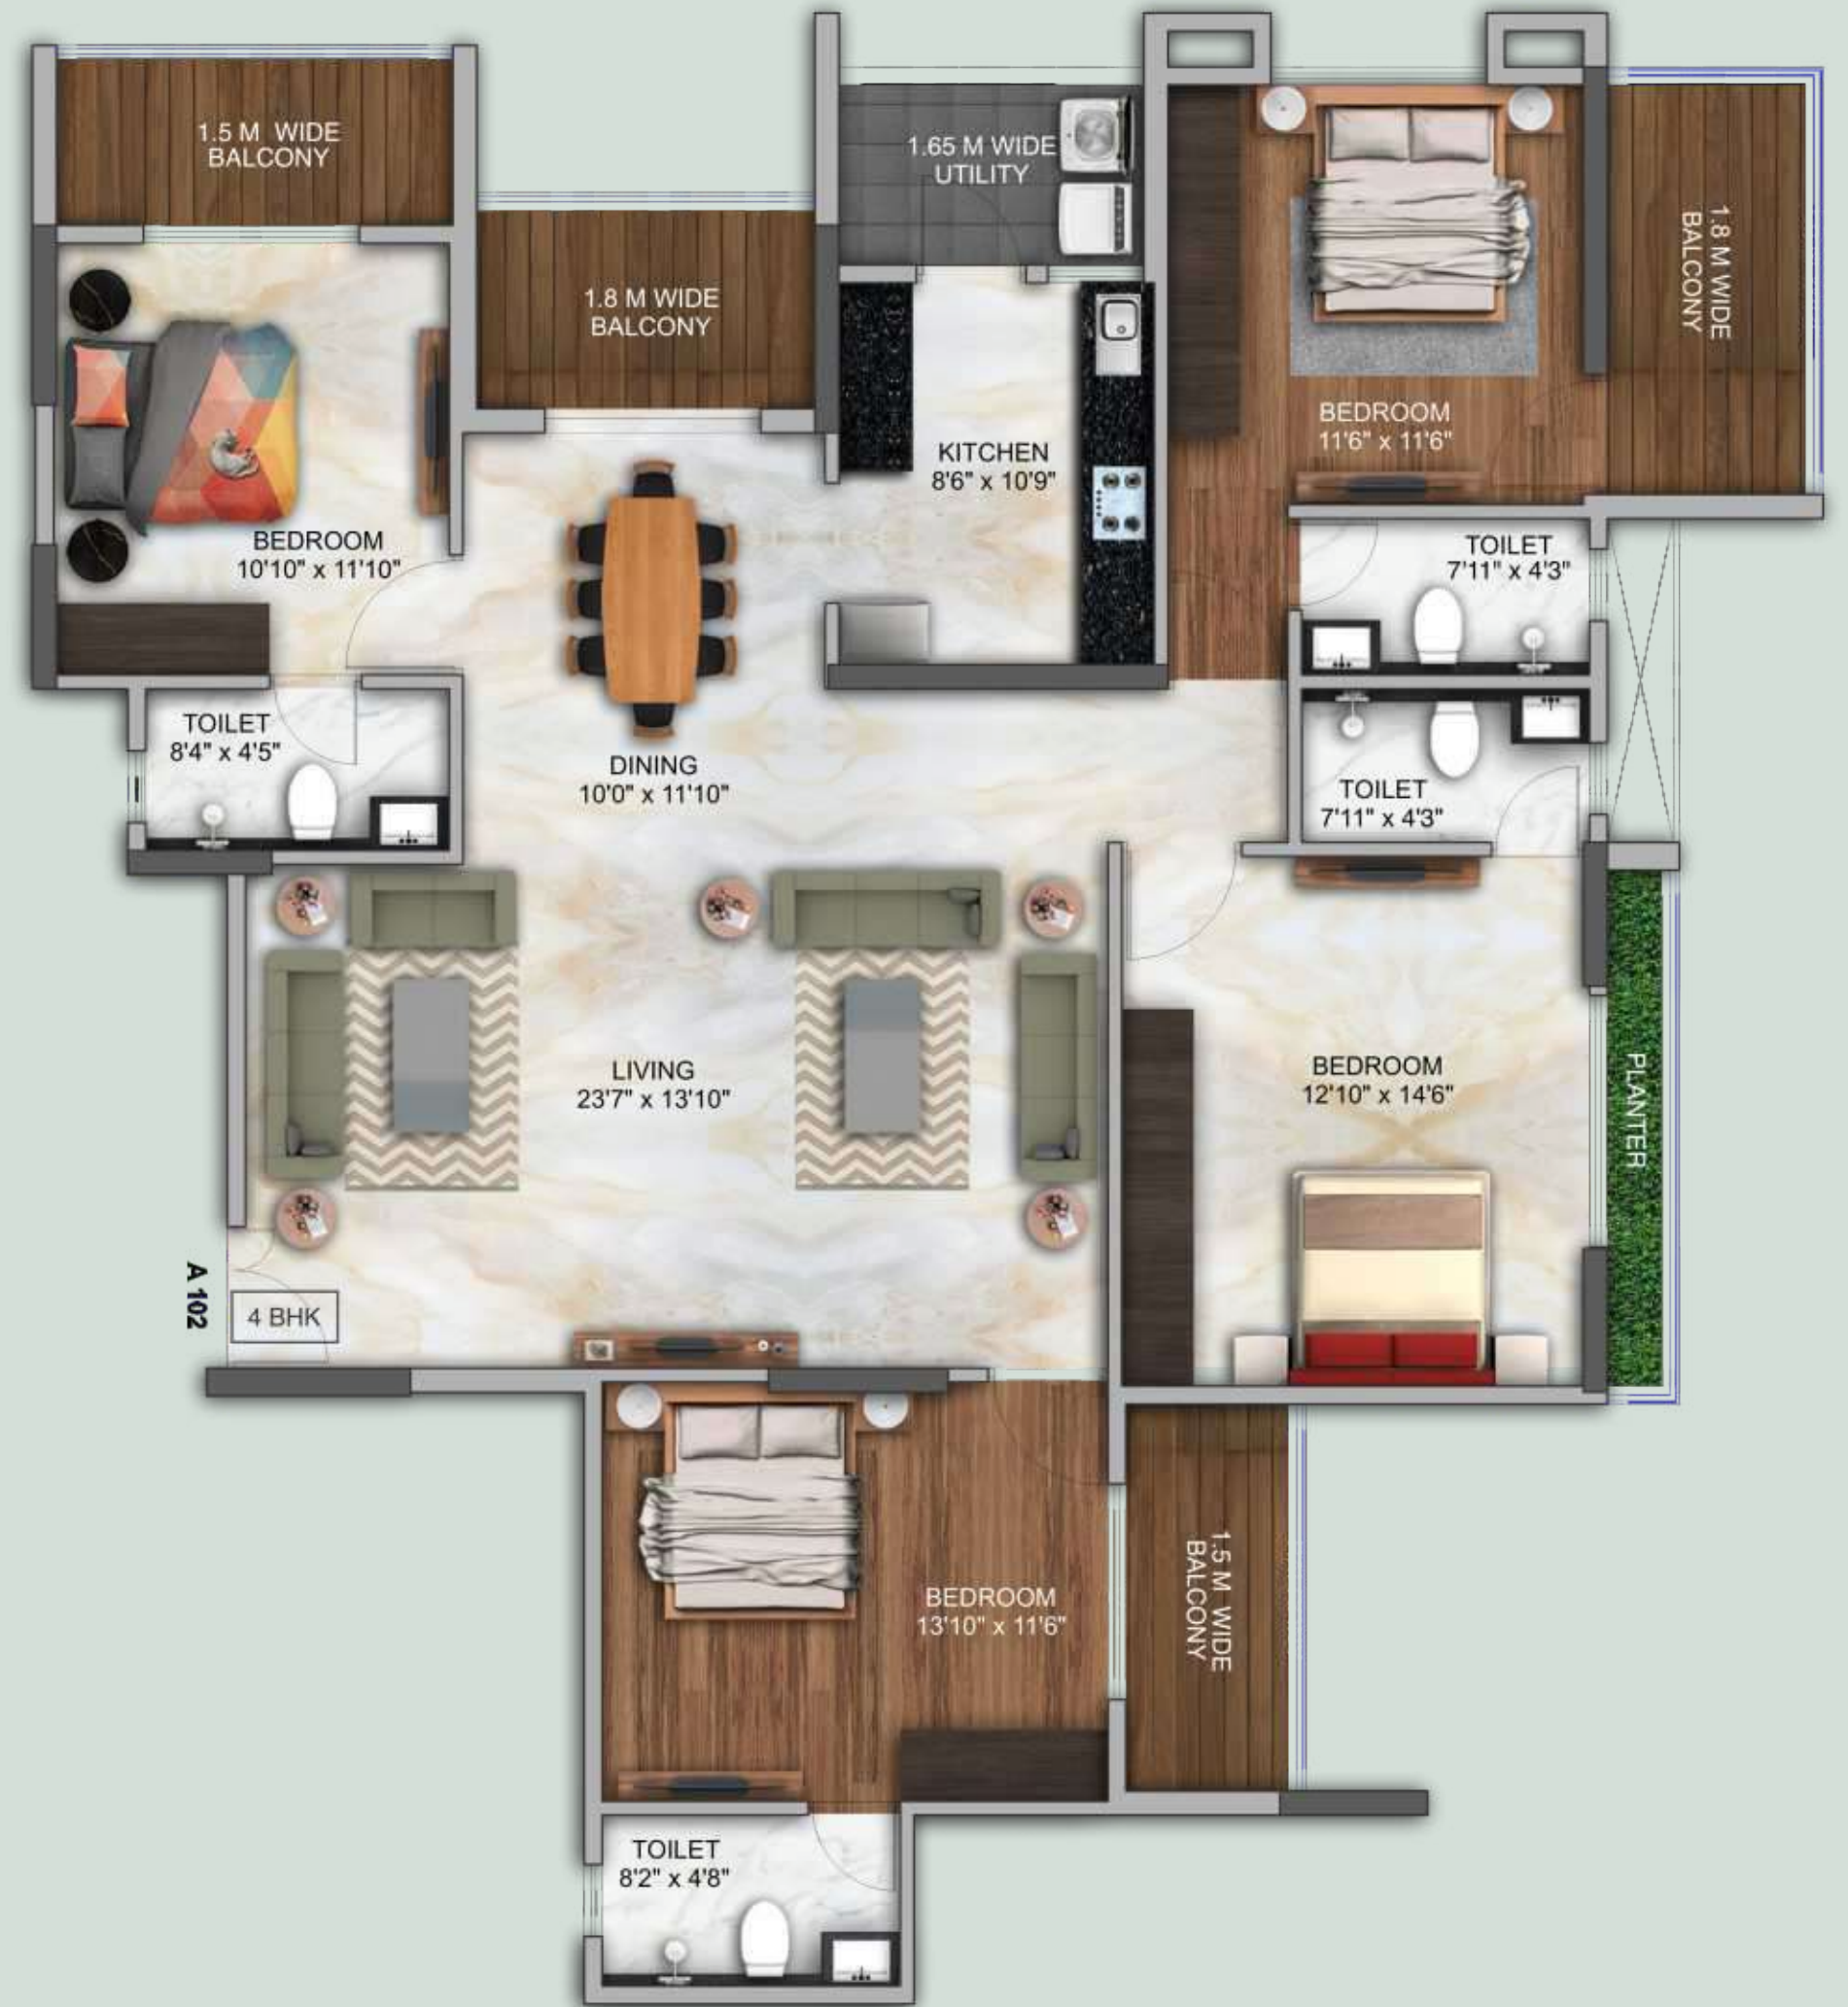 1.5 M WIDE
BALCONY
1.65 M WIDE
UTILITY
1.8 M WIDE
BALCONY
1.8 M WIDE
BALCONY
BEDROOM
11'6" x 11'6"
KITCHEN
8'6" x 10'9"
BEDROOM
10'10" x 11'10"
TOILET
7'11" x 4'3"
TOILET
8'4" x 4'5"
DINING
10'0" x 11'10"
TOILET
7'11" x 4'3"
LIVING
23'7" x 13'10"
BEDROOM
12'10" x 14'6"
PLANTER
A 102
4 BHK
BEDROOM
13'10" x 11'6"
1.5 M WIDE
BALCONY
TOILET
8'2" x 4'8"